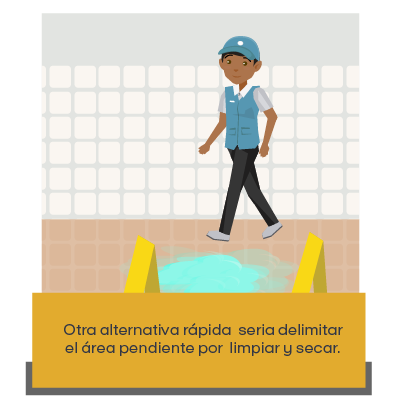 Otra alternativa rápida  seria delimitar
el área pendiente por  limpiar y secar.